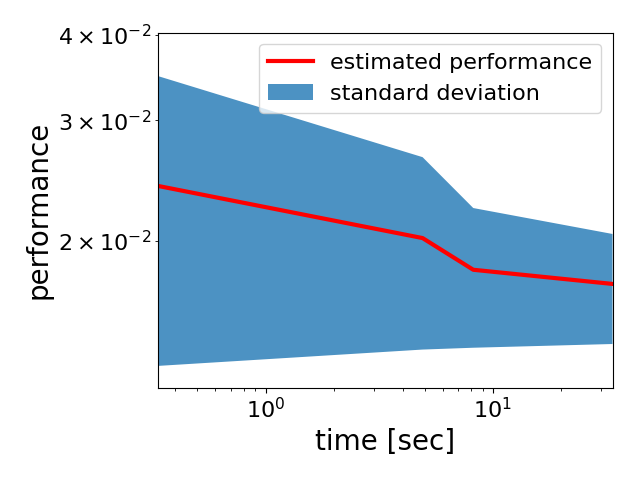 4 × 10⁻²
3 × 10⁻²
2 × 10⁻²
performance
estimated performance
standard deviation
10⁰
10¹
time [sec]